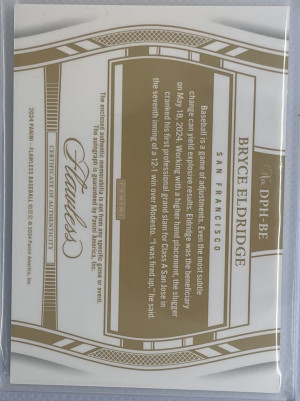 No. DPH-BE
BRYCE ELDRIDGE
SAN FRANCISCO
Baseball is a game of adjustments. Even the most subtle
change can yield explosive results. Eldridge was the beneficiary
on May 18, 2024. Working with a higher hand placement, the slugger
cranked his first professional grand slam for Class A San Jose in
the seventh inning of a 12-1 win over Modesto. "I was fired up," he said.
PANINI
The enclosed authentic memorabilia is not from any specific game or event.
The autograph is guaranteed by Panini America, Inc.
Flawless
CERTIFICATE OF AUTHENTICITY
2024 PANINI - FLAWLESS BASEBALL © 2024 Panini America, Inc.